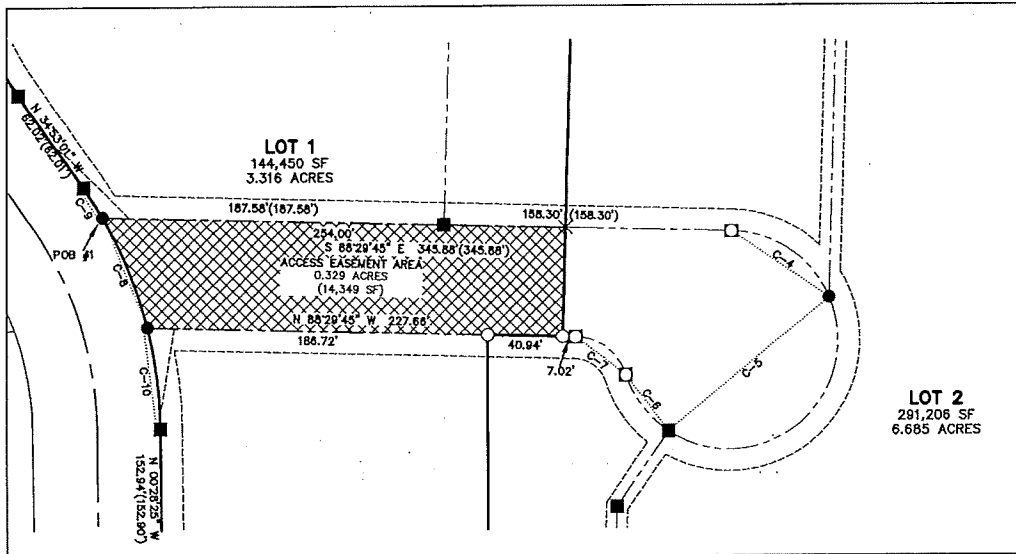 LOT 1
144,450 SF
3.316 ACRES
N 34°53'01" W
62.02'(62.01')
C-9
187.58'(187.58')
158.30'(158.30')
254.00'
S 88°29'45" E 345.88'(345.88')
POB #1
ACCESS EASEMENT AREA
0.329 ACRES
(14,349 SF)
C-8
N 88°29'45" W 227.66'
186.72'
40.94'
7.02'
C-4
C-5
C-7
C-6
C-10
LOT 2
291,206 SF
6.685 ACRES
N 00°28'25" W
152.94'(152.90')